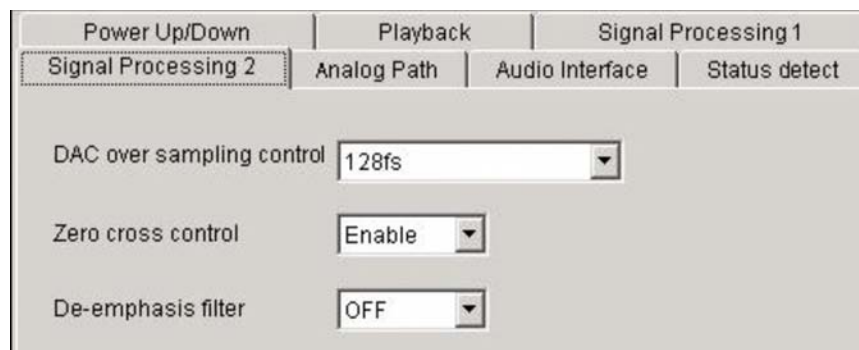 Power Up/Down Playback Signal Processing 1
Signal Processing 2 Analog Path Audio Interface Status detect
DAC over sampling control 128fs
Zero cross control Enable
De-emphasis filter OFF